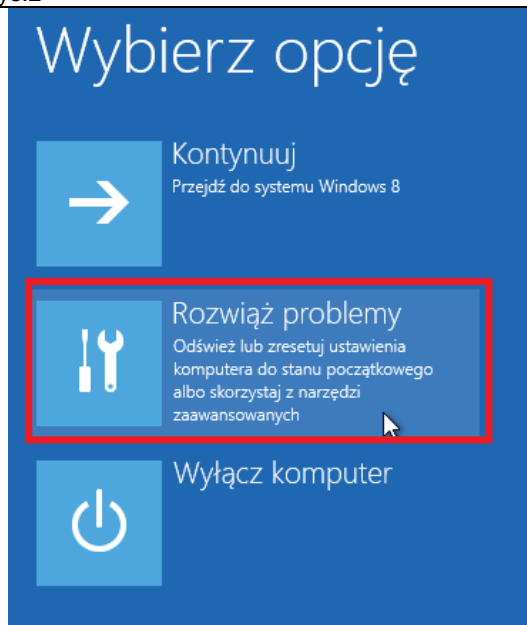 Wybierz opcję
Kontynuuj
Przejdź do systemu Windows 8
Rozwiąż problemy
Odśwież lub zresetuj ustawienia
komputera do stanu początkowego
albo skorzystaj z narzędzi
zaawansowanych
Wyłącz komputer